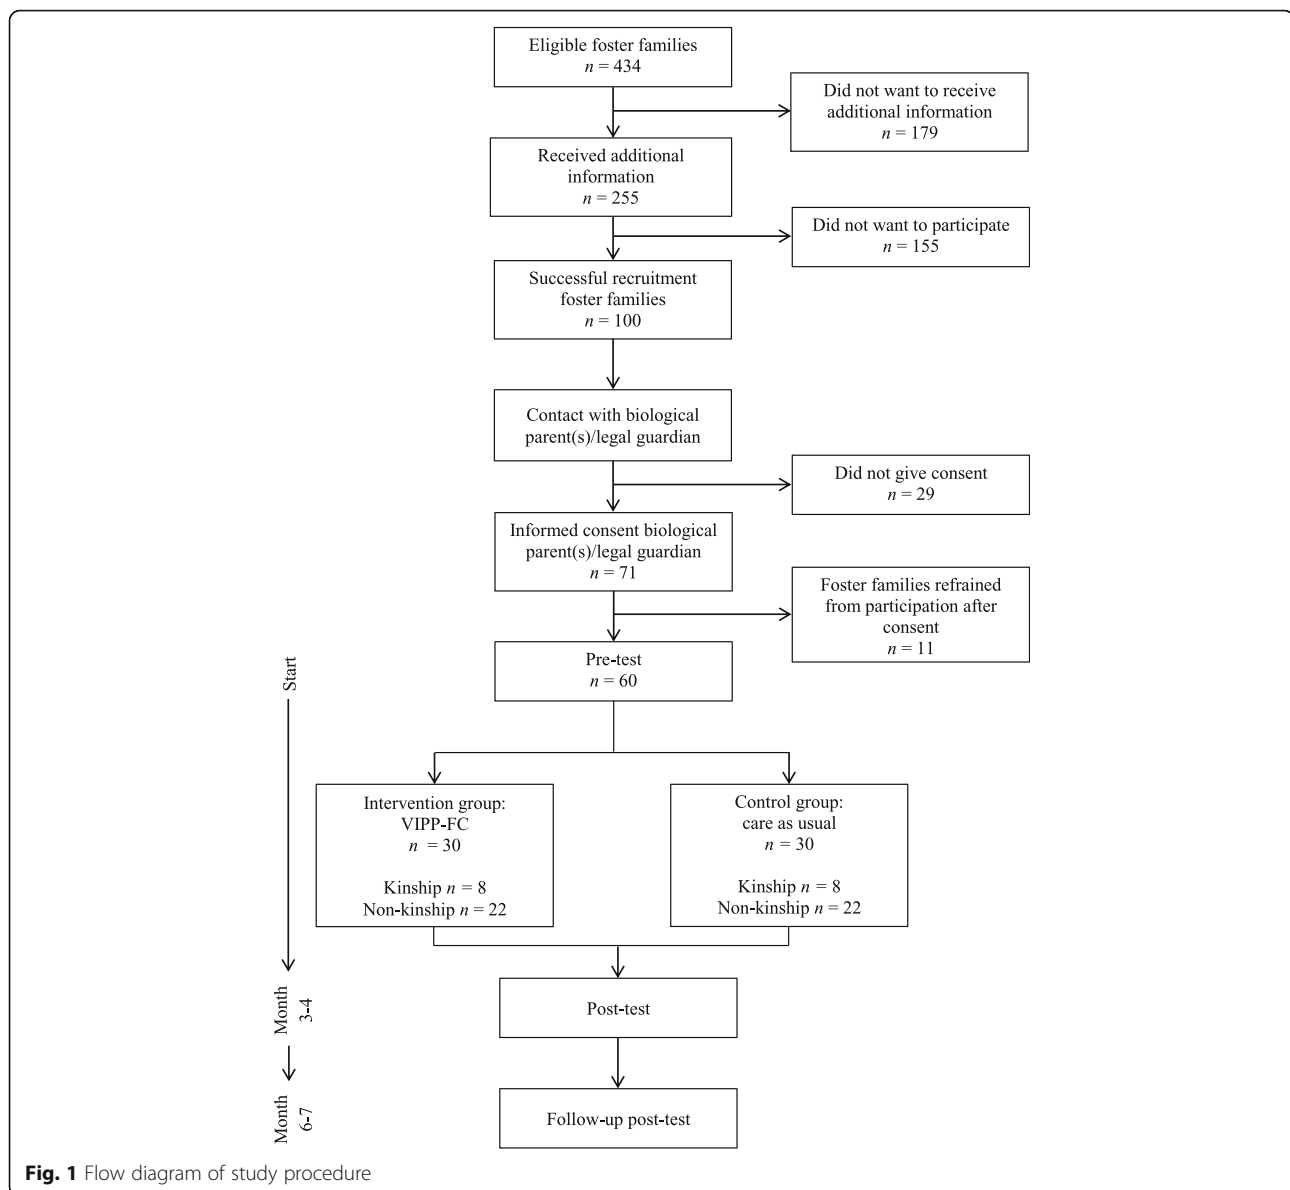 Eligible foster families
n = 434
Did not want to receive
additional information
n = 179
Received additional
information
n = 255
Did not want to participate
n = 155
Successful recruitment
foster families
n = 100
Contact with biological
parent(s)/legal guardian
Did not give consent
n = 29
Informed consent biological
parent(s)/legal guardian
n = 71
Foster families refrained
from participation after
consent
n = 11
Pre-test
n = 60
Start
Intervention group:
VIPP-FC
n = 30
Kinship n = 8
Non-kinship n = 22
Control group:
care as usual
n = 30
Kinship n = 8
Non-kinship n = 22
Month
3-4
Post-test
Month
6-7
Follow-up post-test
Fig. 1 Flow diagram of study procedure